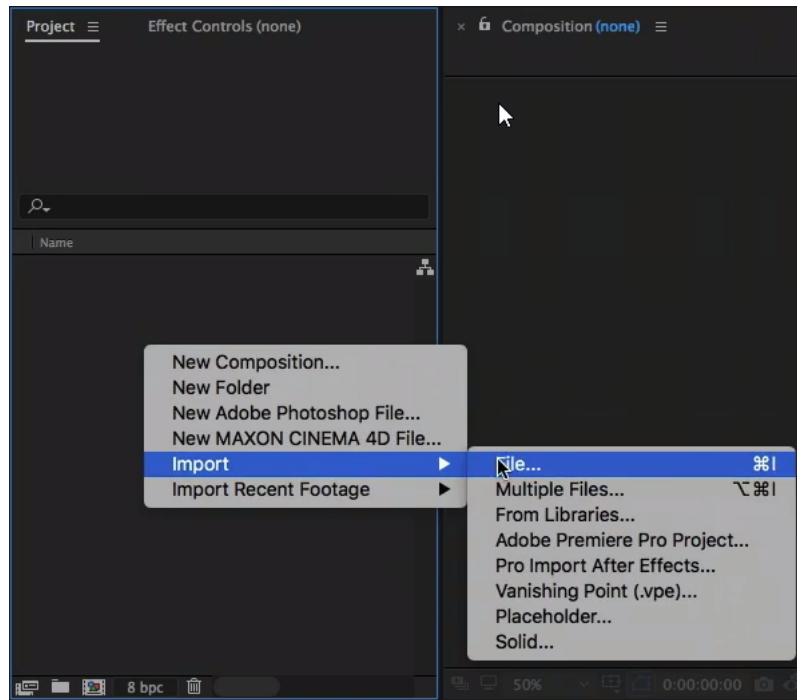 Project Effect Controls (none)
× Composition (none)
Name
New Composition...
New Folder
New Adobe Photoshop File...
New MAXON CINEMA 4D File...
Import
Import Recent Footage
File... ⌘I
Multiple Files... ⌥⌘I
From Libraries...
Adobe Premiere Pro Project...
Pro Import After Effects...
Vanishing Point (.vpe)...
Placeholder...
Solid...
8 bpc
50% 0:00:00:00